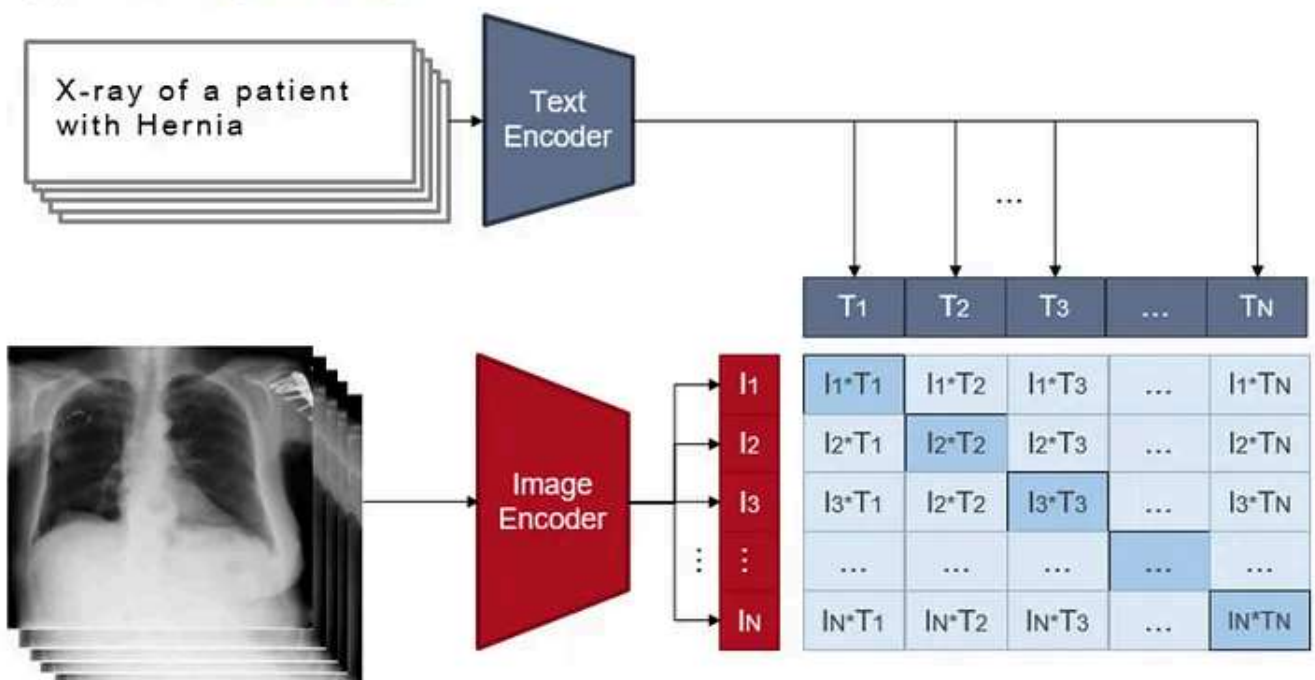 X-ray of a patient
with Hernia
Text
Encoder
...
T1 T2 T3 ... TN
Image
Encoder
I1 I1*T1 I1*T2 I1*T3 ... I1*TN
I2 I2*T1 I2*T2 I2*T3 ... I2*TN
I3 I3*T1 I2*T2 I3*T3 ... I3*TN
⋮ ⋮ ... ... ... ... ...
IN IN*T1 IN*T2 IN*T3 ... IN*TN